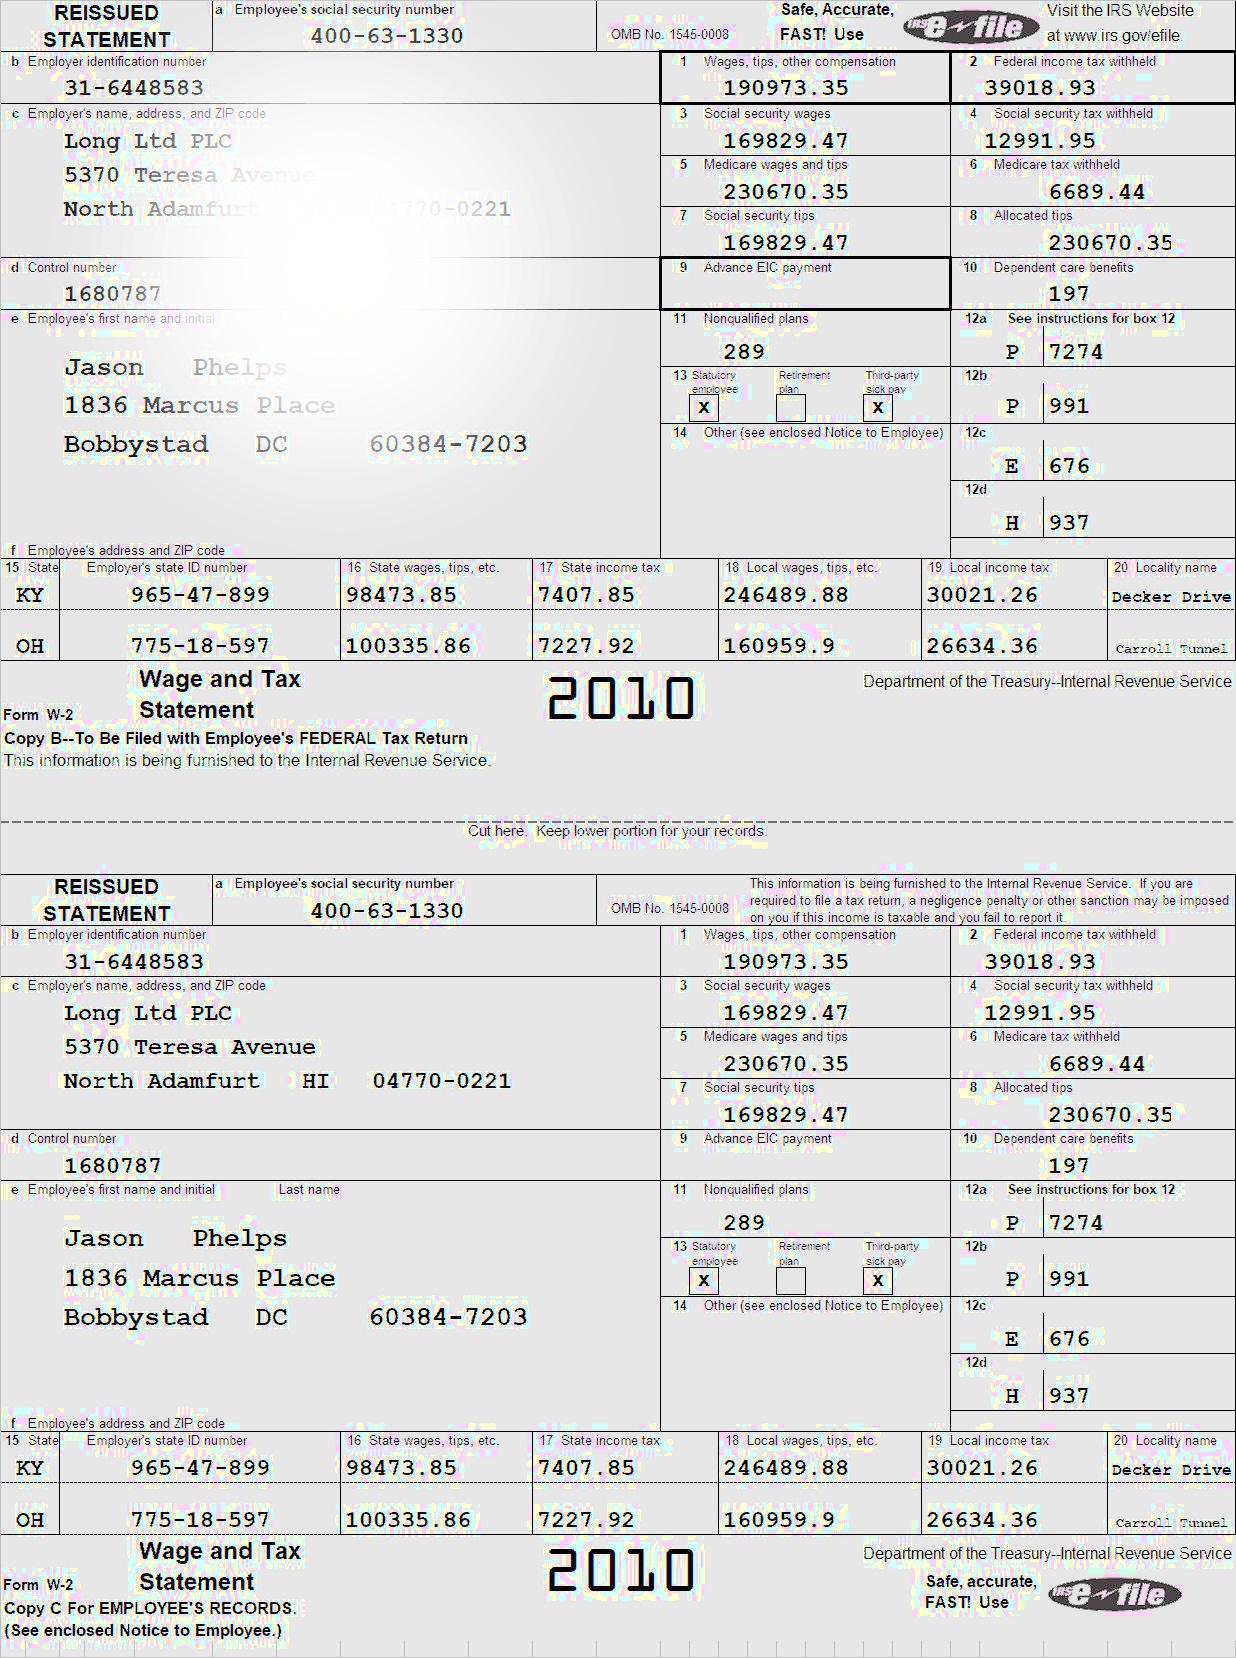 REISSUED STATEMENT
a Employee's social security number
400-63-1330
OMB No. 1545-0008
Safe, Accurate, FAST! Use
IRS e-file
Visit the IRS Website at www.irs.gov/efile
b Employer identification number
31-6448583
1 Wages, tips, other compensation
190973.35
2 Federal income tax withheld
39018.93
c Employer's name, address, and ZIP code
Long Ltd PLC
5370 Teresa Avenue
North Adamfurt 04770-0221
3 Social security wages
169829.47
4 Social security tax withheld
12991.95
5 Medicare wages and tips
230670.35
6 Medicare tax withheld
6689.44
7 Social security tips
169829.47
8 Allocated tips
230670.35
d Control number
1680787
9 Advance EIC payment
10 Dependent care benefits
197
e Employee's first name and initial
Jason Phelps
1836 Marcus Place
Bobbystad DC 60384-7203
11 Nonqualified plans
289
12a See instructions for box 12
P 7274
13 Statutory employee X
Retirement plan
Third-party sick pay X
12b
P 991
14 Other (see enclosed Notice to Employee)
12c
E 676
12d
H 937
f Employee's address and ZIP code
15 State Employer's state ID number 16 State wages, tips, etc. 17 State income tax 18 Local wages, tips, etc. 19 Local income tax 20 Locality name
KY 965-47-899 98473.85 7407.85 246489.88 30021.26 Decker Drive
OH 775-18-597 100335.86 7227.92 160959.9 26634.36 Carroll Tunnel
Form W-2 Wage and Tax Statement
2010
Department of the Treasury--Internal Revenue Service
Copy B--To Be Filed with Employee's FEDERAL Tax Return
This information is being furnished to the Internal Revenue Service.
Cut here. Keep lower portion for your records.
REISSUED STATEMENT
a Employee's social security number
400-63-1330
OMB No. 1545-0008
This information is being furnished to the Internal Revenue Service. If you are
required to file a tax return, a negligence penalty or other sanction may be imposed
on you if this income is taxable and you fail to report it.
b Employer identification number
31-6448583
1 Wages, tips, other compensation
190973.35
2 Federal income tax withheld
39018.93
c Employer's name, address, and ZIP code
Long Ltd PLC
5370 Teresa Avenue
North Adamfurt HI 04770-0221
3 Social security wages
169829.47
4 Social security tax withheld
12991.95
5 Medicare wages and tips
230670.35
6 Medicare tax withheld
6689.44
7 Social security tips
169829.47
8 Allocated tips
230670.35
d Control number
1680787
9 Advance EIC payment
10 Dependent care benefits
197
e Employee's first name and initial Last name
Jason Phelps
1836 Marcus Place
Bobbystad DC 60384-7203
11 Nonqualified plans
289
12a See instructions for box 12
P 7274
13 Statutory employee X
Retirement plan
Third-party sick pay X
12b
P 991
14 Other (see enclosed Notice to Employee)
12c
E 676
12d
H 937
f Employee's address and ZIP code
15 State Employer's state ID number 16 State wages, tips, etc. 17 State income tax 18 Local wages, tips, etc. 19 Local income tax 20 Locality name
KY 965-47-899 98473.85 7407.85 246489.88 30021.26 Decker Drive
OH 775-18-597 100335.86 7227.92 160959.9 26634.36 Carroll Tunnel
Form W-2 Wage and Tax Statement
2010
Department of the Treasury--Internal Revenue Service
Safe, accurate, FAST! Use
IRS e-file
Copy C For EMPLOYEE'S RECORDS.
(See enclosed Notice to Employee.)